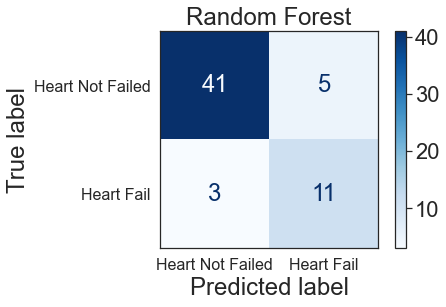 Random Forest
True label
Heart Not Failed
41
5
40
30
20
10
Heart Fail
3
11
Heart Not Failed
Heart Fail
Predicted label